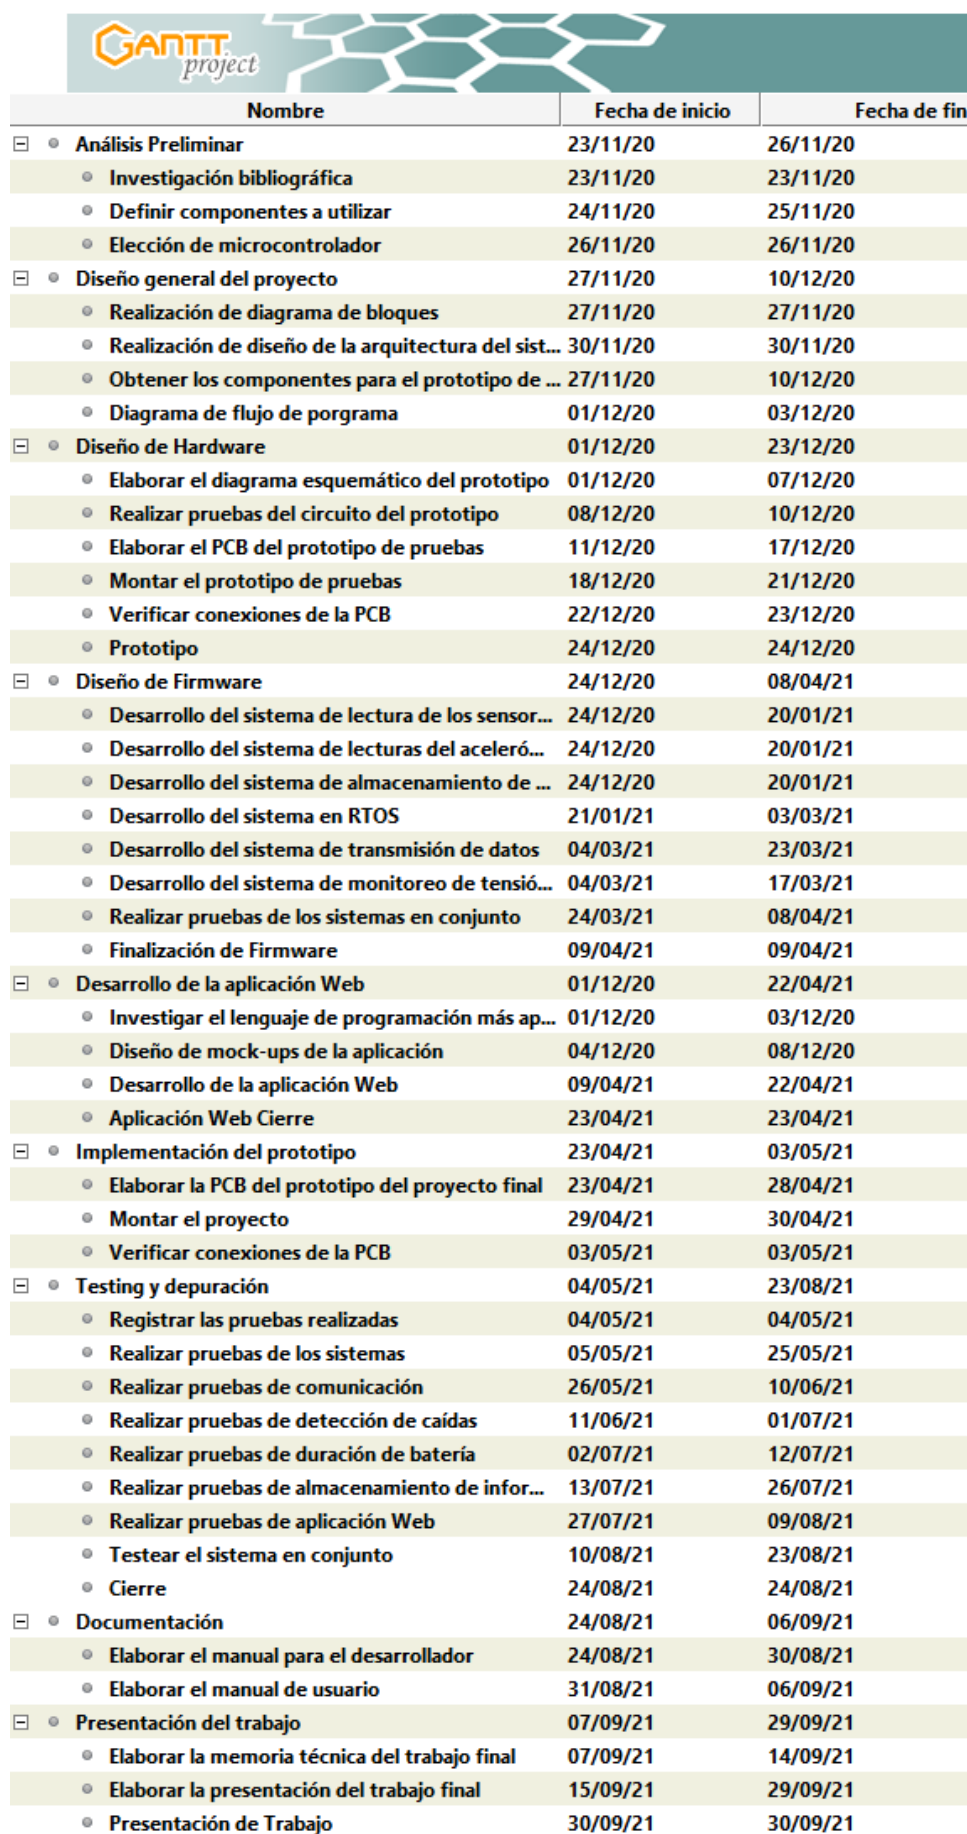 GANTT
project
Nombre Fecha de inicio Fecha de fin
Análisis Preliminar 23/11/20 26/11/20
Investigación bibliográfica 23/11/20 23/11/20
Definir componentes a utilizar 24/11/20 25/11/20
Elección de microcontrolador 26/11/20 26/11/20
Diseño general del proyecto 27/11/20 10/12/20
Realización de diagrama de bloques 27/11/20 27/11/20
Realización de diseño de la arquitectura del sist... 30/11/20 30/11/20
Obtener los componentes para el prototipo de ... 27/11/20 10/12/20
Diagrama de flujo de porgrama 01/12/20 03/12/20
Diseño de Hardware 01/12/20 23/12/20
Elaborar el diagrama esquemático del prototipo 01/12/20 07/12/20
Realizar pruebas del circuito del prototipo 08/12/20 10/12/20
Elaborar el PCB del prototipo de pruebas 11/12/20 17/12/20
Montar el prototipo de pruebas 18/12/20 21/12/20
Verificar conexiones de la PCB 22/12/20 23/12/20
Prototipo 24/12/20 24/12/20
Diseño de Firmware 24/12/20 08/04/21
Desarrollo del sistema de lectura de los sensor... 24/12/20 20/01/21
Desarrollo del sistema de lecturas del aceleró... 24/12/20 20/01/21
Desarrollo del sistema de almacenamiento de ... 24/12/20 20/01/21
Desarrollo del sistema en RTOS 21/01/21 03/03/21
Desarrollo del sistema de transmisión de datos 04/03/21 23/03/21
Desarrollo del sistema de monitoreo de tensió... 04/03/21 17/03/21
Realizar pruebas de los sistemas en conjunto 24/03/21 08/04/21
Finalización de Firmware 09/04/21 09/04/21
Desarrollo de la aplicación Web 01/12/20 22/04/21
Investigar el lenguaje de programación más ap... 01/12/20 03/12/20
Diseño de mock-ups de la aplicación 04/12/20 08/12/20
Desarrollo de la aplicación Web 09/04/21 22/04/21
Aplicación Web Cierre 23/04/21 23/04/21
Implementación del prototipo 23/04/21 03/05/21
Elaborar la PCB del prototipo del proyecto final 23/04/21 28/04/21
Montar el proyecto 29/04/21 30/04/21
Verificar conexiones de la PCB 03/05/21 03/05/21
Testing y depuración 04/05/21 23/08/21
Registrar las pruebas realizadas 04/05/21 04/05/21
Realizar pruebas de los sistemas 05/05/21 25/05/21
Realizar pruebas de comunicación 26/05/21 10/06/21
Realizar pruebas de detección de caídas 11/06/21 01/07/21
Realizar pruebas de duración de batería 02/07/21 12/07/21
Realizar pruebas de almacenamiento de infor... 13/07/21 26/07/21
Realizar pruebas de aplicación Web 27/07/21 09/08/21
Testear el sistema en conjunto 10/08/21 23/08/21
Cierre 24/08/21 24/08/21
Documentación 24/08/21 06/09/21
Elaborar el manual para el desarrollador 24/08/21 30/08/21
Elaborar el manual de usuario 31/08/21 06/09/21
Presentación del trabajo 07/09/21 29/09/21
Elaborar la memoria técnica del trabajo final 07/09/21 14/09/21
Elaborar la presentación del trabajo final 15/09/21 29/09/21
Presentación de Trabajo 30/09/21 30/09/21